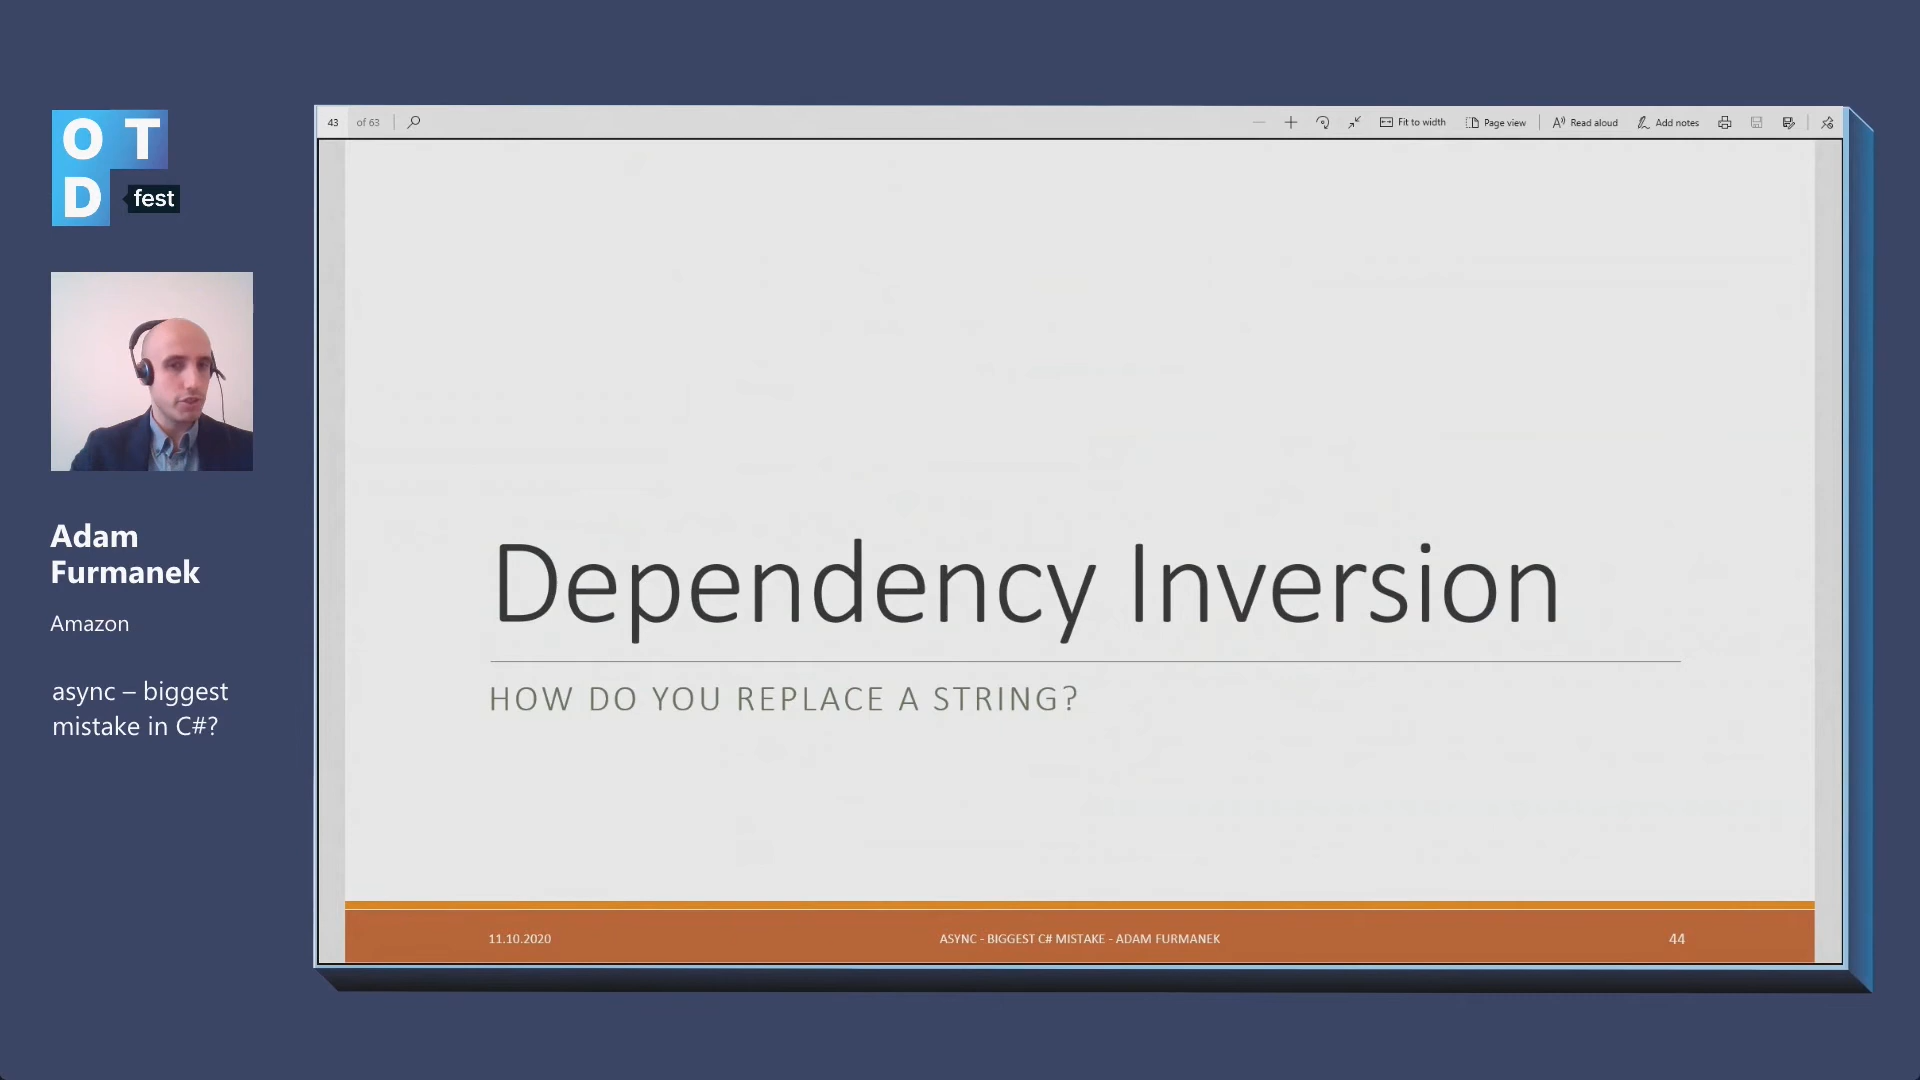 O T
D fest
Adam
Furmanek
Amazon
async – biggest
mistake in C#?
43 of 63 Fit to width Page view Read aloud Add notes
Dependency Inversion
HOW DO YOU REPLACE A STRING?
11.10.2020 ASYNC - BIGGEST C# MISTAKE - ADAM FURMANEK 44